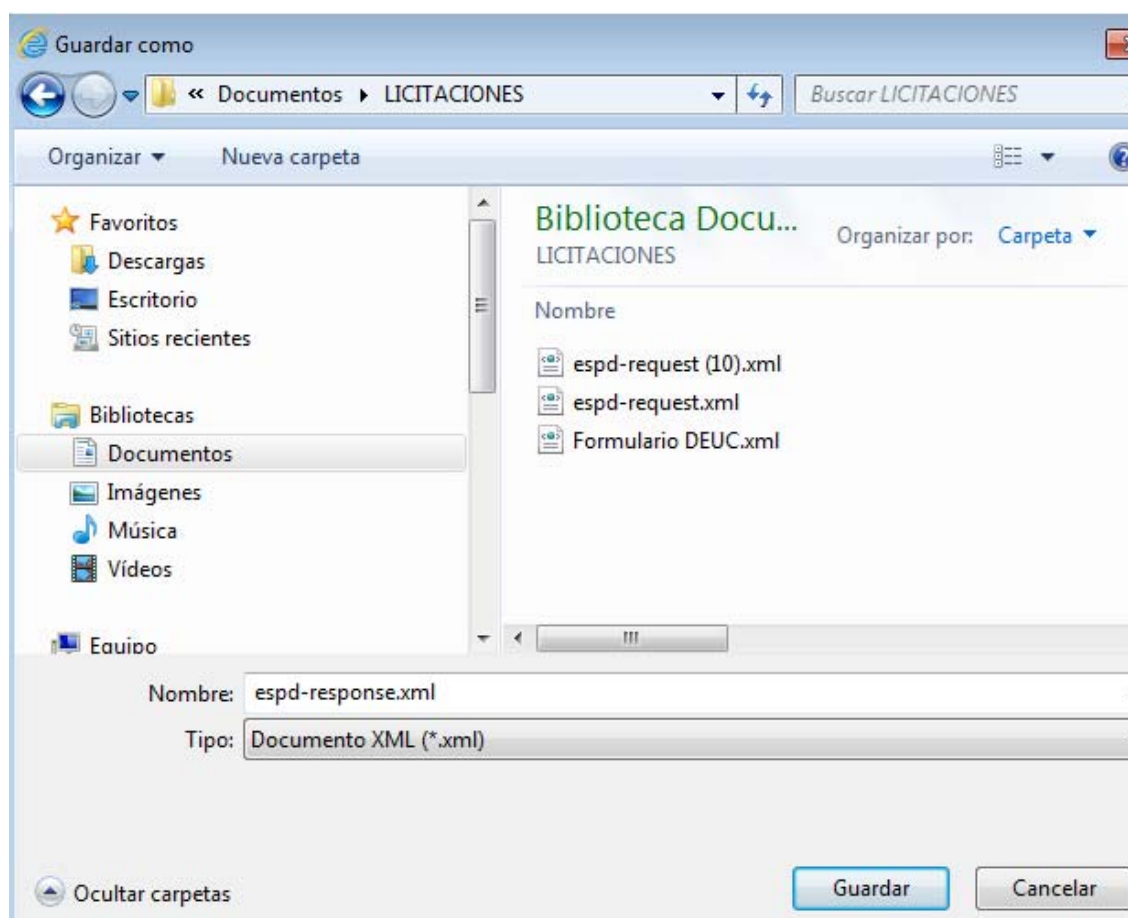 Guardar como
« Documentos LICITACIONES
Buscar LICITACIONES
Organizar
Nueva carpeta
Favoritos
Descargas
Escritorio
Sitios recientes
Bibliotecas
Documentos
Imágenes
Música
Vídeos
Equipo
Biblioteca Docu...
LICITACIONES
Organizar por: Carpeta
Nombre
espd-request (10).xml
espd-request.xml
Formulario DEUC.xml
Nombre: espd-response.xml
Tipo: Documento XML (*.xml)
Ocultar carpetas
Guardar
Cancelar